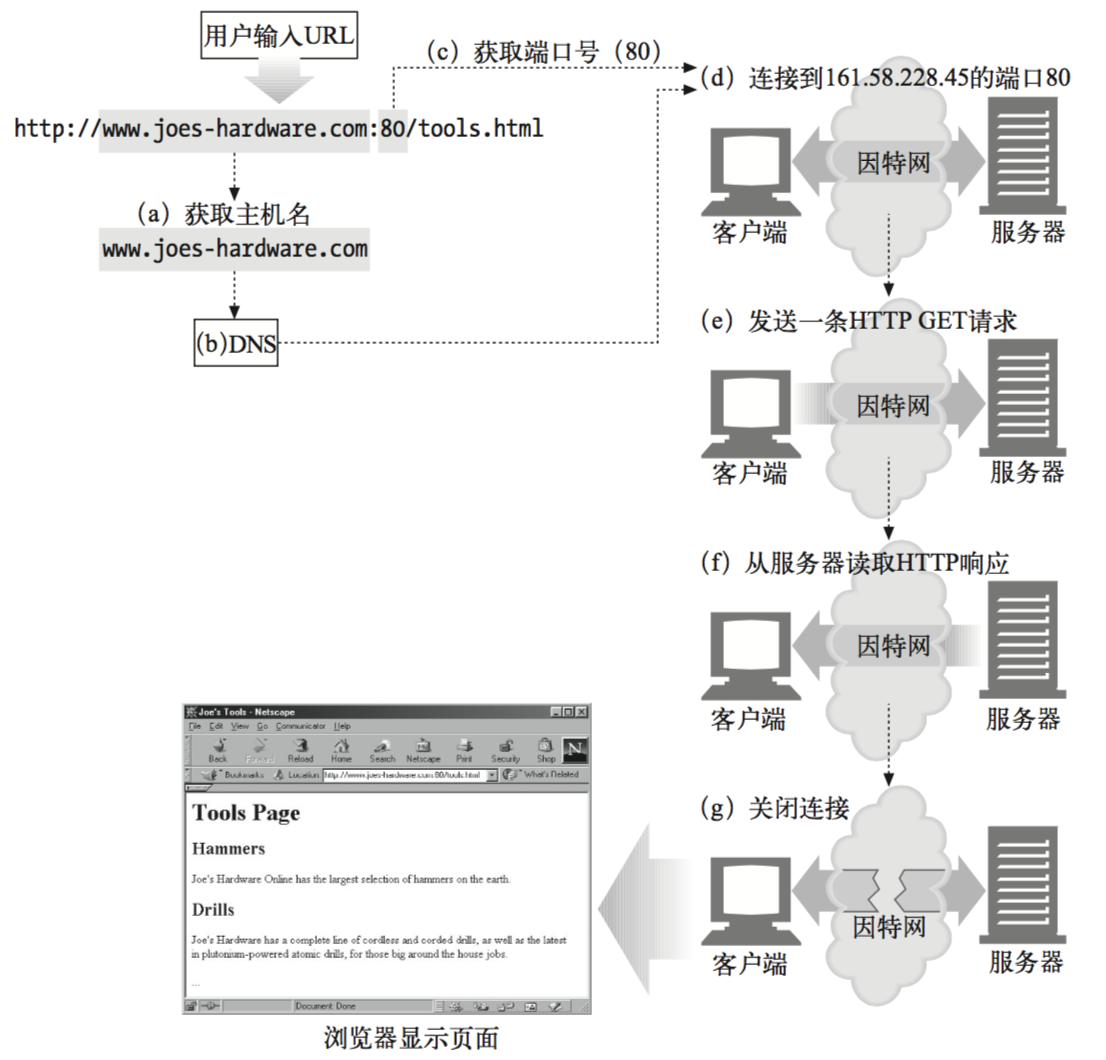 用户输入URL
(c) 获取端口号（80）
http://www.joes-hardware.com:80/tools.html
(a) 获取主机名
www.joes-hardware.com
(b)DNS
(d) 连接到161.58.228.45的端口80
因特网
客户端
服务器
(e) 发送一条HTTP GET请求
因特网
客户端
服务器
(f) 从服务器读取HTTP响应
因特网
客户端
服务器
(g) 关闭连接
因特网
客户端
服务器
Joe's Tools - Netscape
File Edit View Go Communicator Help
Back Forward Reload Home Search Netscape Print Security Shop N
Bookmarks Location: http://www.joes-hardware.com:80/tools.html What's Related
Tools Page
Hammers
Joe's Hardware Online has the largest selection of hammers on the earth.
Drills
Joe's Hardware has a complete line of cordless and corded drills, as well as the latest
in plutonium-powered atomic drills, for those big around the house jobs.
...
Document: Done
浏览器显示页面